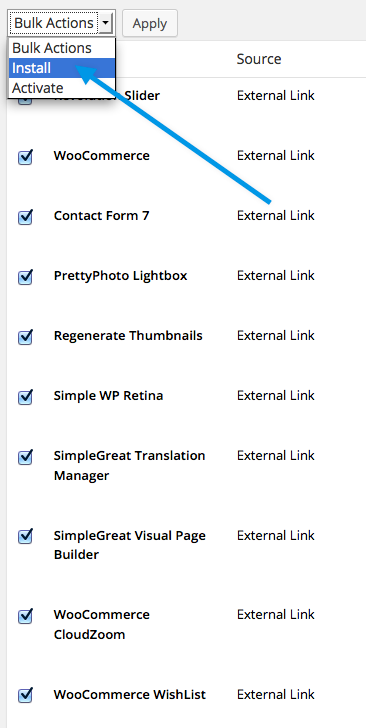 Bulk Actions
Apply
Bulk Actions
Install
Activate
Source
Revolution Slider
External Link
WooCommerce
External Link
Contact Form 7
External Link
PrettyPhoto Lightbox
External Link
Regenerate Thumbnails
External Link
Simple WP Retina
External Link
SimpleGreat Translation
Manager
External Link
SimpleGreat Visual Page
Builder
External Link
WooCommerce
CloudZoom
External Link
WooCommerce WishList
External Link